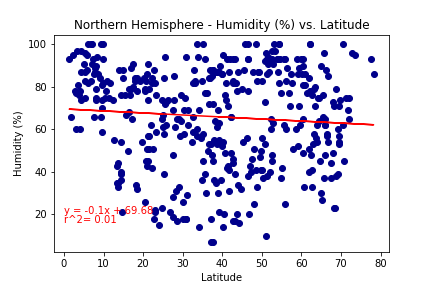 Northern Hemisphere - Humidity (%) vs. Latitude
Humidity (%)
100
80
60
40
20
y = -0.1x + 69.68
r^2= 0.01
0 10 20 30 40 50 60 70 80
Latitude